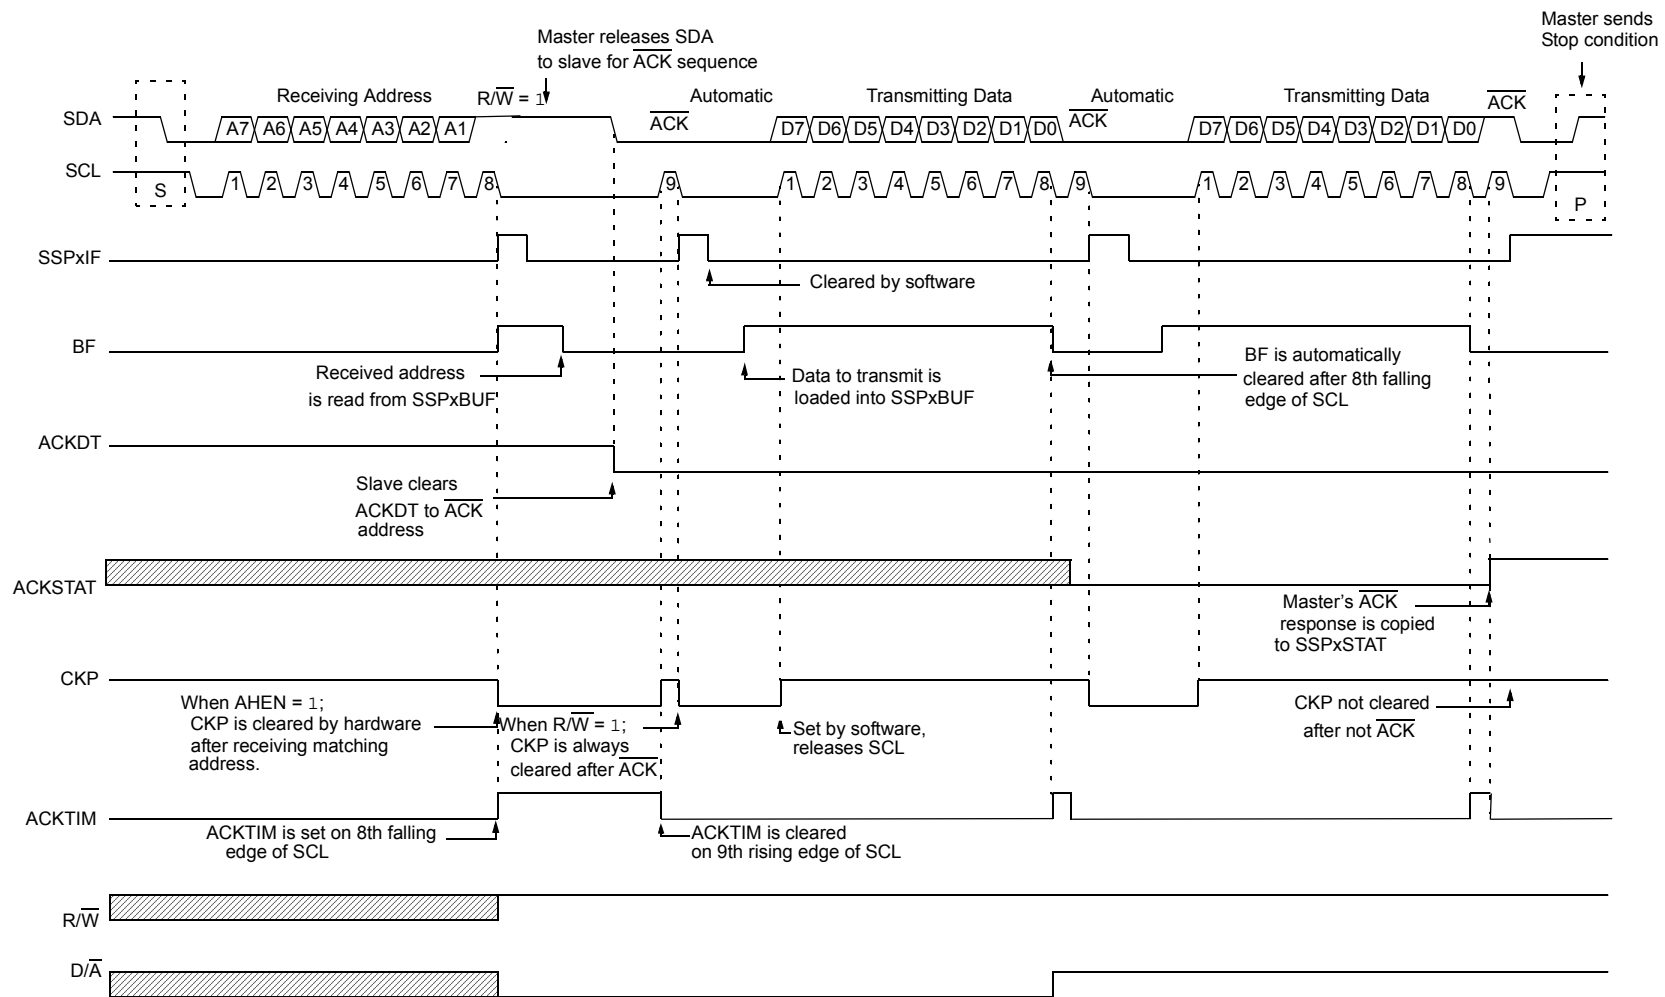 Master sends
Stop condition
Master releases SDA
to slave for ACK sequence
Receiving Address
R/W = 1
ACK
Automatic
Transmitting Data
ACK
Automatic
Transmitting Data
ACK
SDA
A7 A6 A5 A4 A3 A2 A1
D7 D6 D5 D4 D3 D2 D1 D0
D7 D6 D5 D4 D3 D2 D1 D0
SCL
S
1 2 3 4 5 6 7 8 9
1 2 3 4 5 6 7 8 9
1 2 3 4 5 6 7 8 9
P
SSPxIF
Cleared by software
BF
Received address
is read from SSPxBUF
Data to transmit is
loaded into SSPxBUF
BF is automatically
cleared after 8th falling
edge of SCL
ACKDT
Slave clears
ACKDT to ACK
address
ACKSTAT
Master's ACK
response is copied
to SSPxSTAT
CKP
When AHEN = 1;
CKP is cleared by hardware
after receiving matching
address.
When R/W = 1;
CKP is always
cleared after ACK
Set by software,
releases SCL
CKP not cleared
after not ACK
ACKTIM
ACKTIM is set on 8th falling
edge of SCL
ACKTIM is cleared
on 9th rising edge of SCL
R/W
D/A